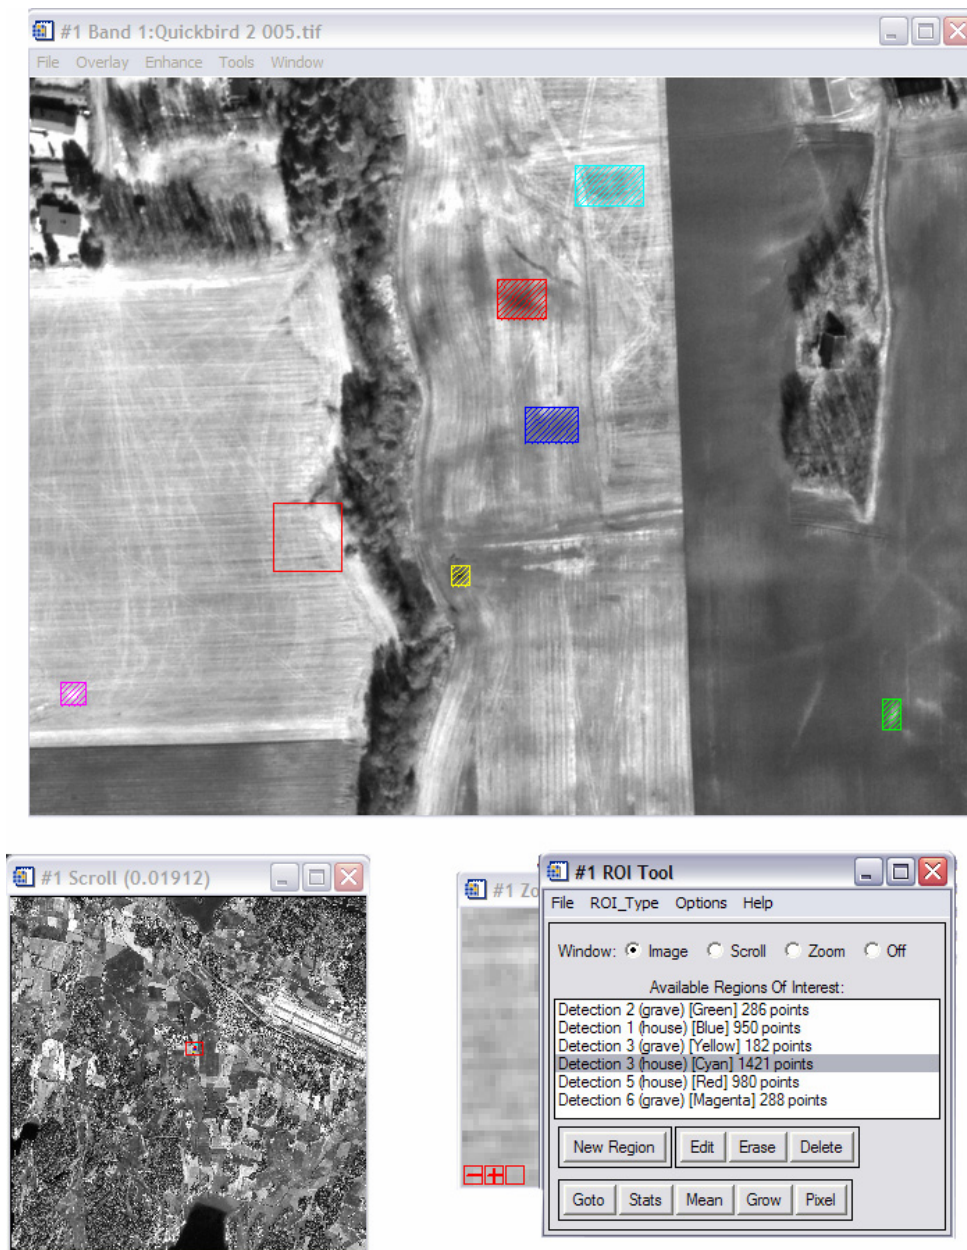 #1 Band 1:Quickbird 2 005.tif
File Overlay Enhance Tools Window
#1 Scroll (0.01912)
#1 Zo
#1 ROI Tool
File ROI_Type Options Help
Window: Image Scroll Zoom Off
Available Regions Of Interest:
Detection 2 (grave) [Green] 286 points
Detection 1 (house) [Blue] 950 points
Detection 3 (grave) [Yellow] 182 points
Detection 3 (house) [Cyan] 1421 points
Detection 5 (house) [Red] 980 points
Detection 6 (grave) [Magenta] 288 points
New Region Edit Erase Delete
Goto Stats Mean Grow Pixel